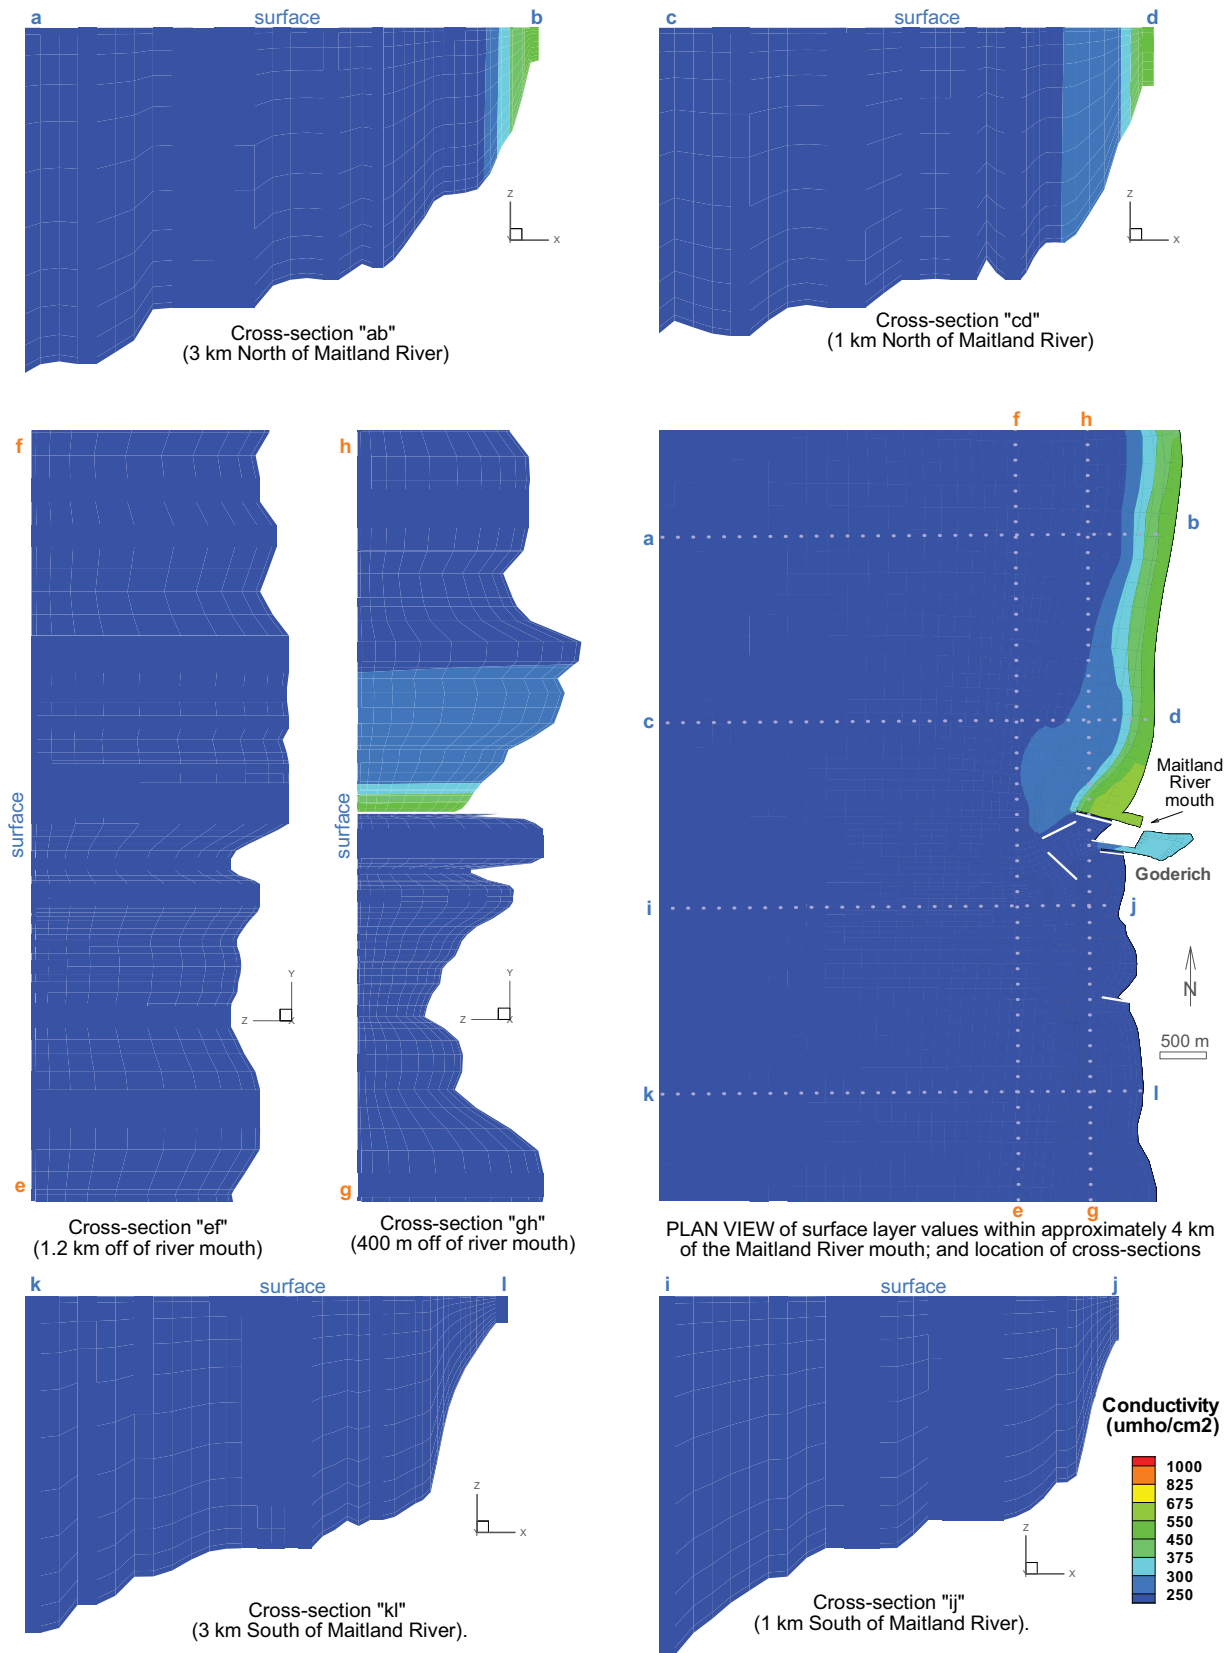 a surface b
c surface d
Z
X
Y
Z
X
Y
Cross-section "ab"
(3 km North of Maitland River)
Cross-section "cd"
(1 km North of Maitland River)
f
h
f h
a
b
c
d
Maitland
River
mouth
Goderich
i
j
N
500 m
k
l
surface
surface
Y
Z
X
Y
Z
X
e
g
e g
Cross-section "ef"
(1.2 km off of river mouth)
Cross-section "gh"
(400 m off of river mouth)
PLAN VIEW of surface layer values within approximately 4 km
of the Maitland River mouth; and location of cross-sections
k surface l
i surface j
Z
X
Y
Z
X
Y
Cross-section "kl"
(3 km South of Maitland River).
Cross-section "ij"
(1 km South of Maitland River).
Conductivity
(umho/cm2)
1000
825
675
550
450
375
300
250